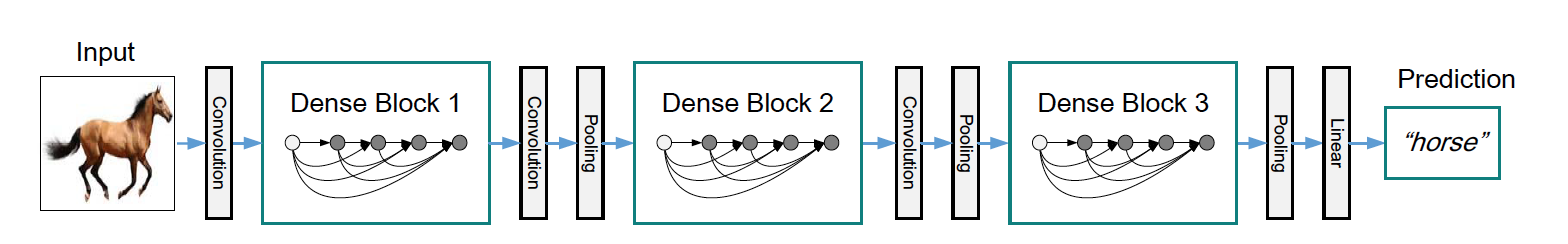 Input
Convolution
Dense Block 1
Convolution
Pooling
Dense Block 2
Convolution
Pooling
Dense Block 3
Pooling
Linear
Prediction
“horse”